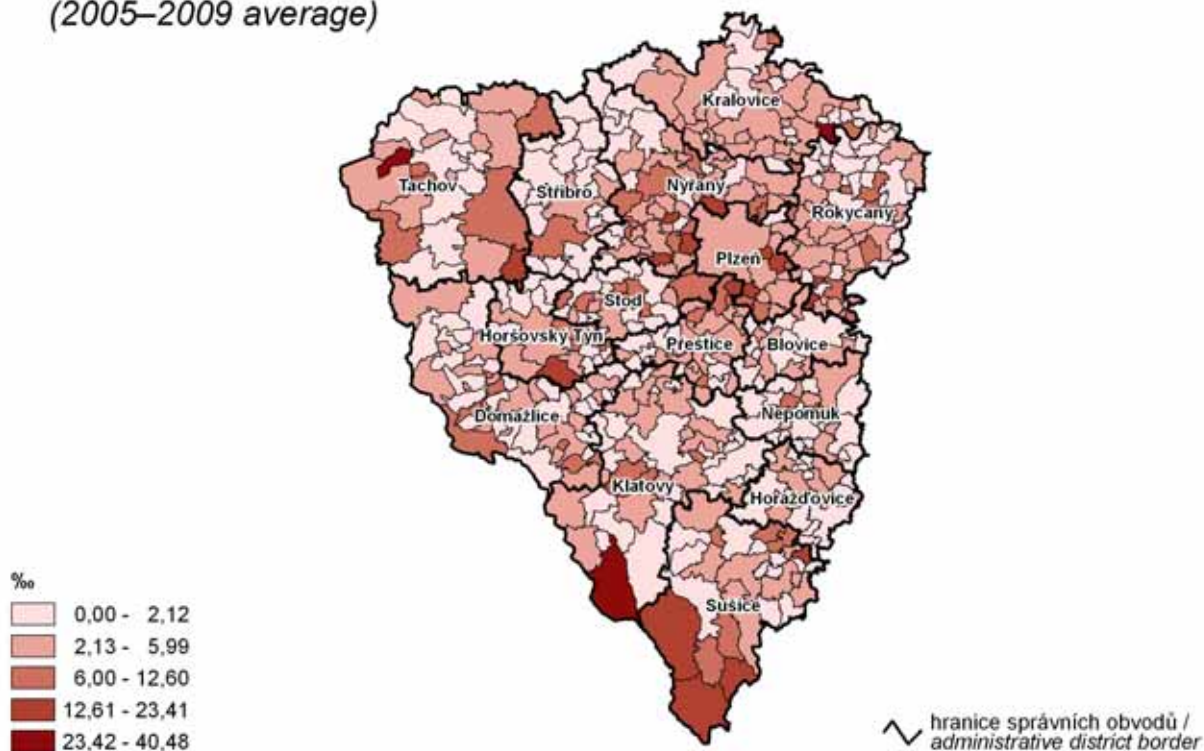 (2005–2009 average)
Kralovice
Tachov
Stříbro
Nýřany
Rokycany
Plzeň
Stod
Horšovský Týn
Přeštice
Blovice
Domažlice
Nepomuk
Klatovy
Horažďovice
Sušice
‰
0,00 - 2,12
2,13 - 5,99
6,00 - 12,60
12,61 - 23,41
23,42 - 40,48
hranice správních obvodů /
administrative district border